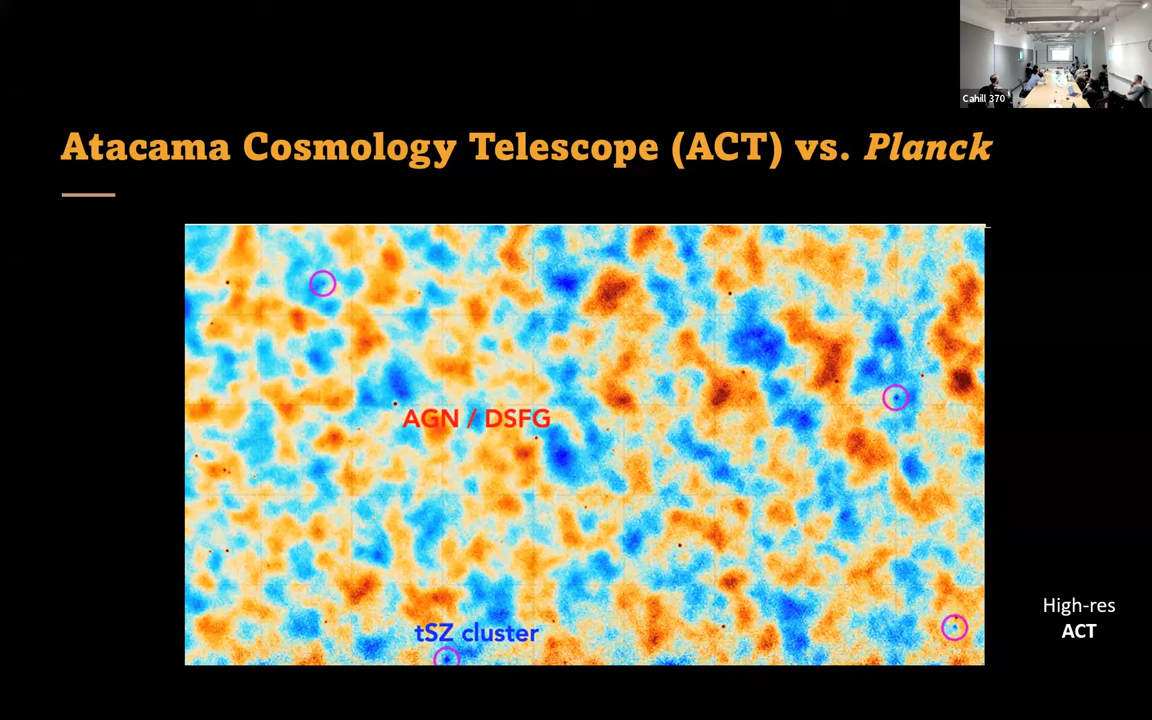 Cahill 370
Atacama Cosmology Telescope (ACT) vs. Planck
AGN / DSFG
tSZ cluster
High-res
ACT